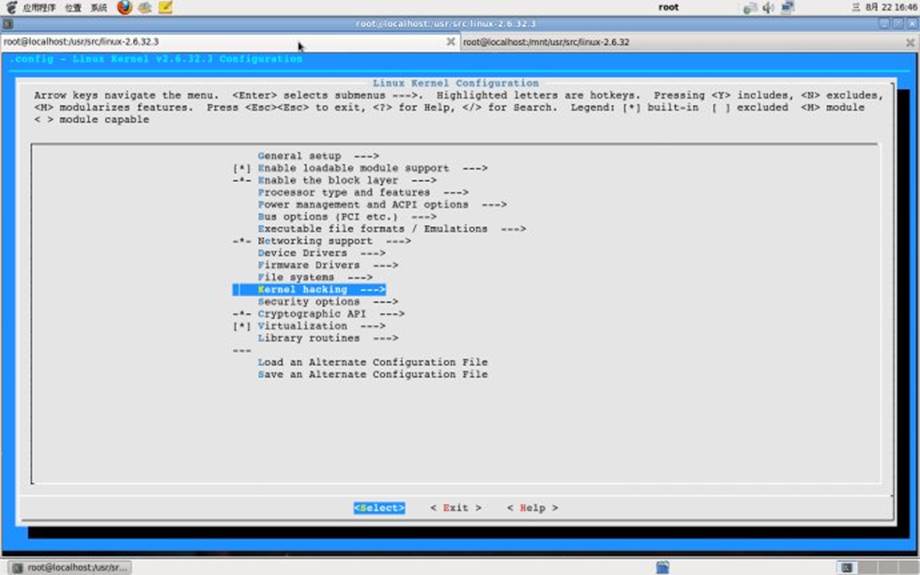 应用程序 位置 系统 root 三 8月 22 16:46
root@localhost:/usr/src/linux-2.6.32.3
root@localhost:/usr/src/linux-2.6.32.3 root@localhost:/mnt/usr/src/linux-2.6.32
.config - Linux Kernel v2.6.32.3 Configuration
Linux Kernel Configuration
Arrow keys navigate the menu. <Enter> selects submenus --->. Highlighted letters are hotkeys. Pressing <Y> includes, <N> excludes,
<M> modularizes features. Press <Esc><Esc> to exit, <?> for Help, </> for Search. Legend: [*] built-in [ ] excluded <M> module
< > module capable
General setup --->
[*] Enable loadable module support --->
-*- Enable the block layer --->
Processor type and features --->
Power management and ACPI options --->
Bus options (PCI etc.) --->
Executable file formats / Emulations --->
-*- Networking support --->
Device Drivers --->
Firmware Drivers --->
File systems --->
Kernel hacking --->
Security options --->
-*- Cryptographic API --->
[*] Virtualization --->
Library routines --->
---
Load an Alternate Configuration File
Save an Alternate Configuration File
<Select> < Exit > < Help >
root@localhost:/usr/sr...